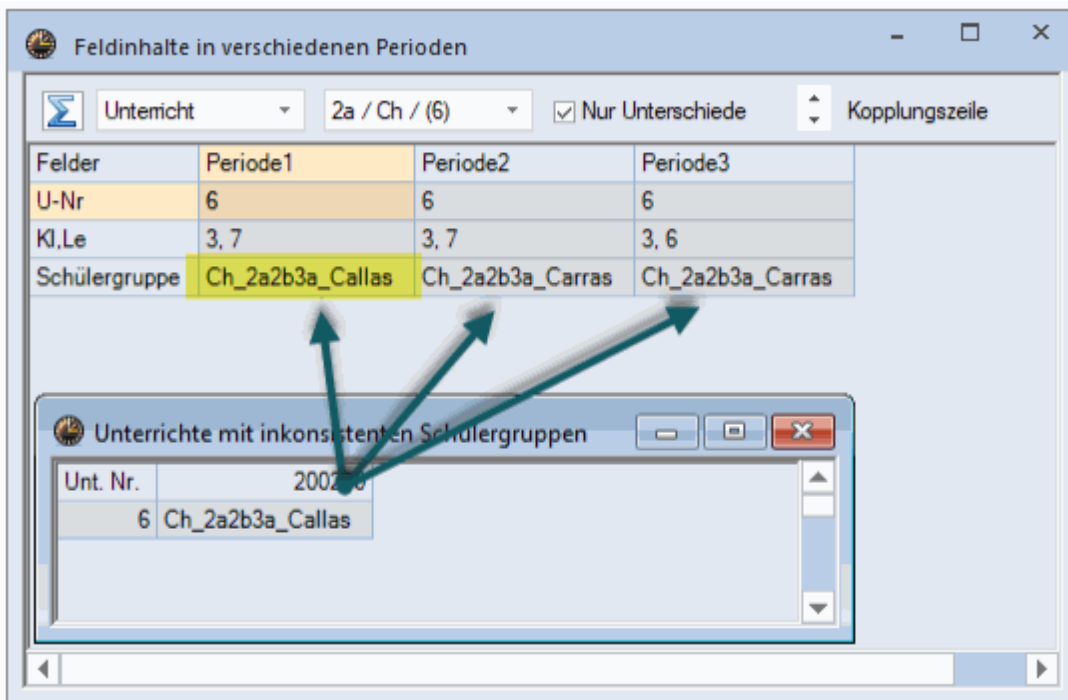 Feldinhalte in verschiedenen Perioden
Unterricht 2a / Ch / (6) Nur Unterschiede Kopplungszeile
Felder Periode1 Periode2 Periode3
U-Nr 6 6 6
Kl,Le 3, 7 3, 7 3, 6
Schülergruppe Ch_2a2b3a_Callas Ch_2a2b3a_Carras Ch_2a2b3a_Carras
Unterrichte mit inkonsistenten Schülergruppen
Unt. Nr.
6 Ch_2a2b3a_Callas